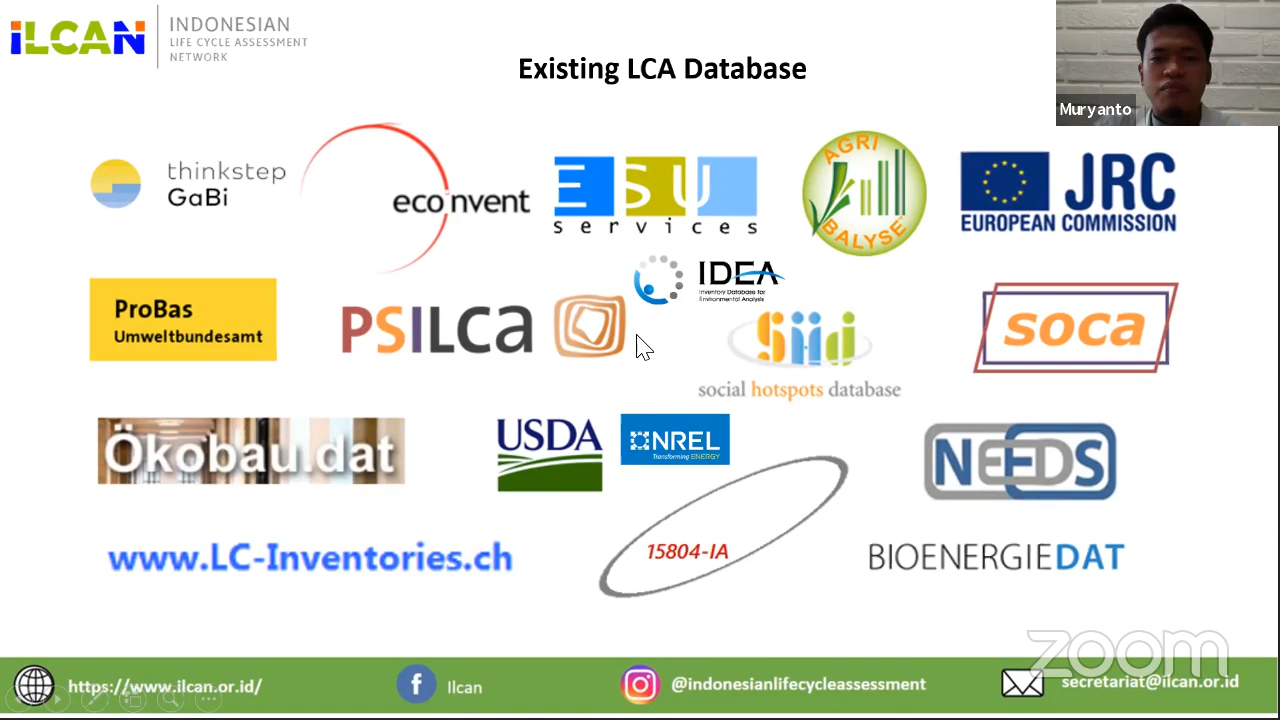 iLCAN
INDONESIAN
LIFE CYCLE ASSESSMENT
NETWORK
Existing LCA Database
Muryanto
thinkstep
GaBi
ecoinvent
ESU
services
AGRI
BALYSE
JRC
EUROPEAN COMMISSION
IDEA
Inventory Database for
Environmental Analysis
ProBas
Umweltbundesamt
PSILCa
social hotspots database
soca
Ökobau.dat
USDA
NREL
Transforming ENERGY
NEEDS
www.LC-Inventories.ch
15804-IA
BIOENERGIEDAT
zoom
https://www.ilcan.or.id/
Ilcan
@indonesianlifecycleassessment
secretariat@ilcan.or.id